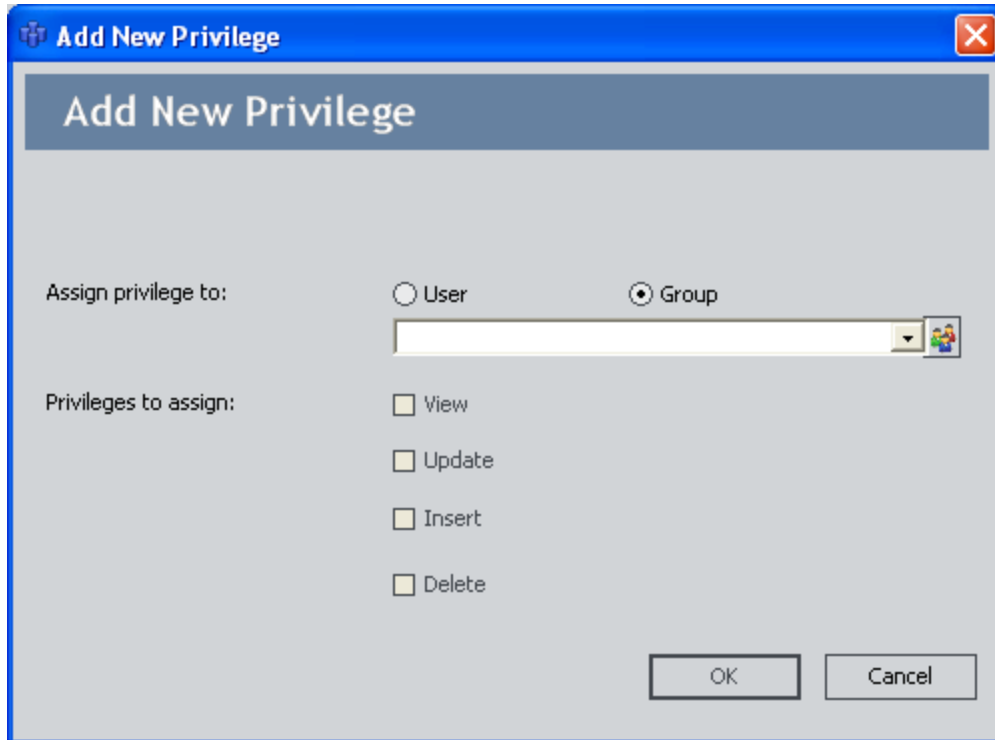 Add New Privilege
Add New Privilege
Assign privilege to:
User
Group
Privileges to assign:
View
Update
Insert
Delete
OK
Cancel